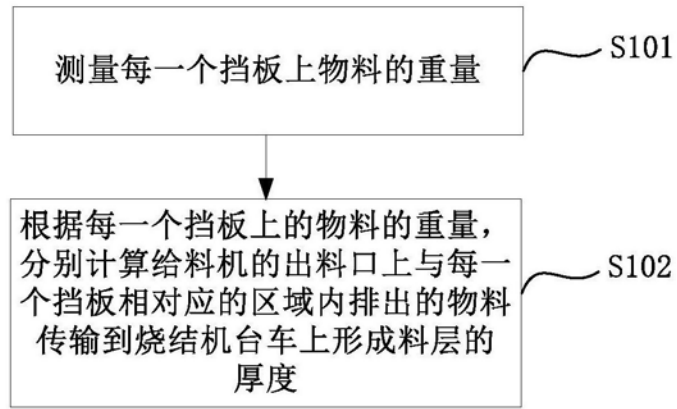 测量每一个挡板上物料的重量
S101
根据每一个挡板上的物料的重量，
分别计算给料机的出料口上与每一
个挡板相对应的区域内排出的物料
传输到烧结机台车上形成料层的
厚度
S102